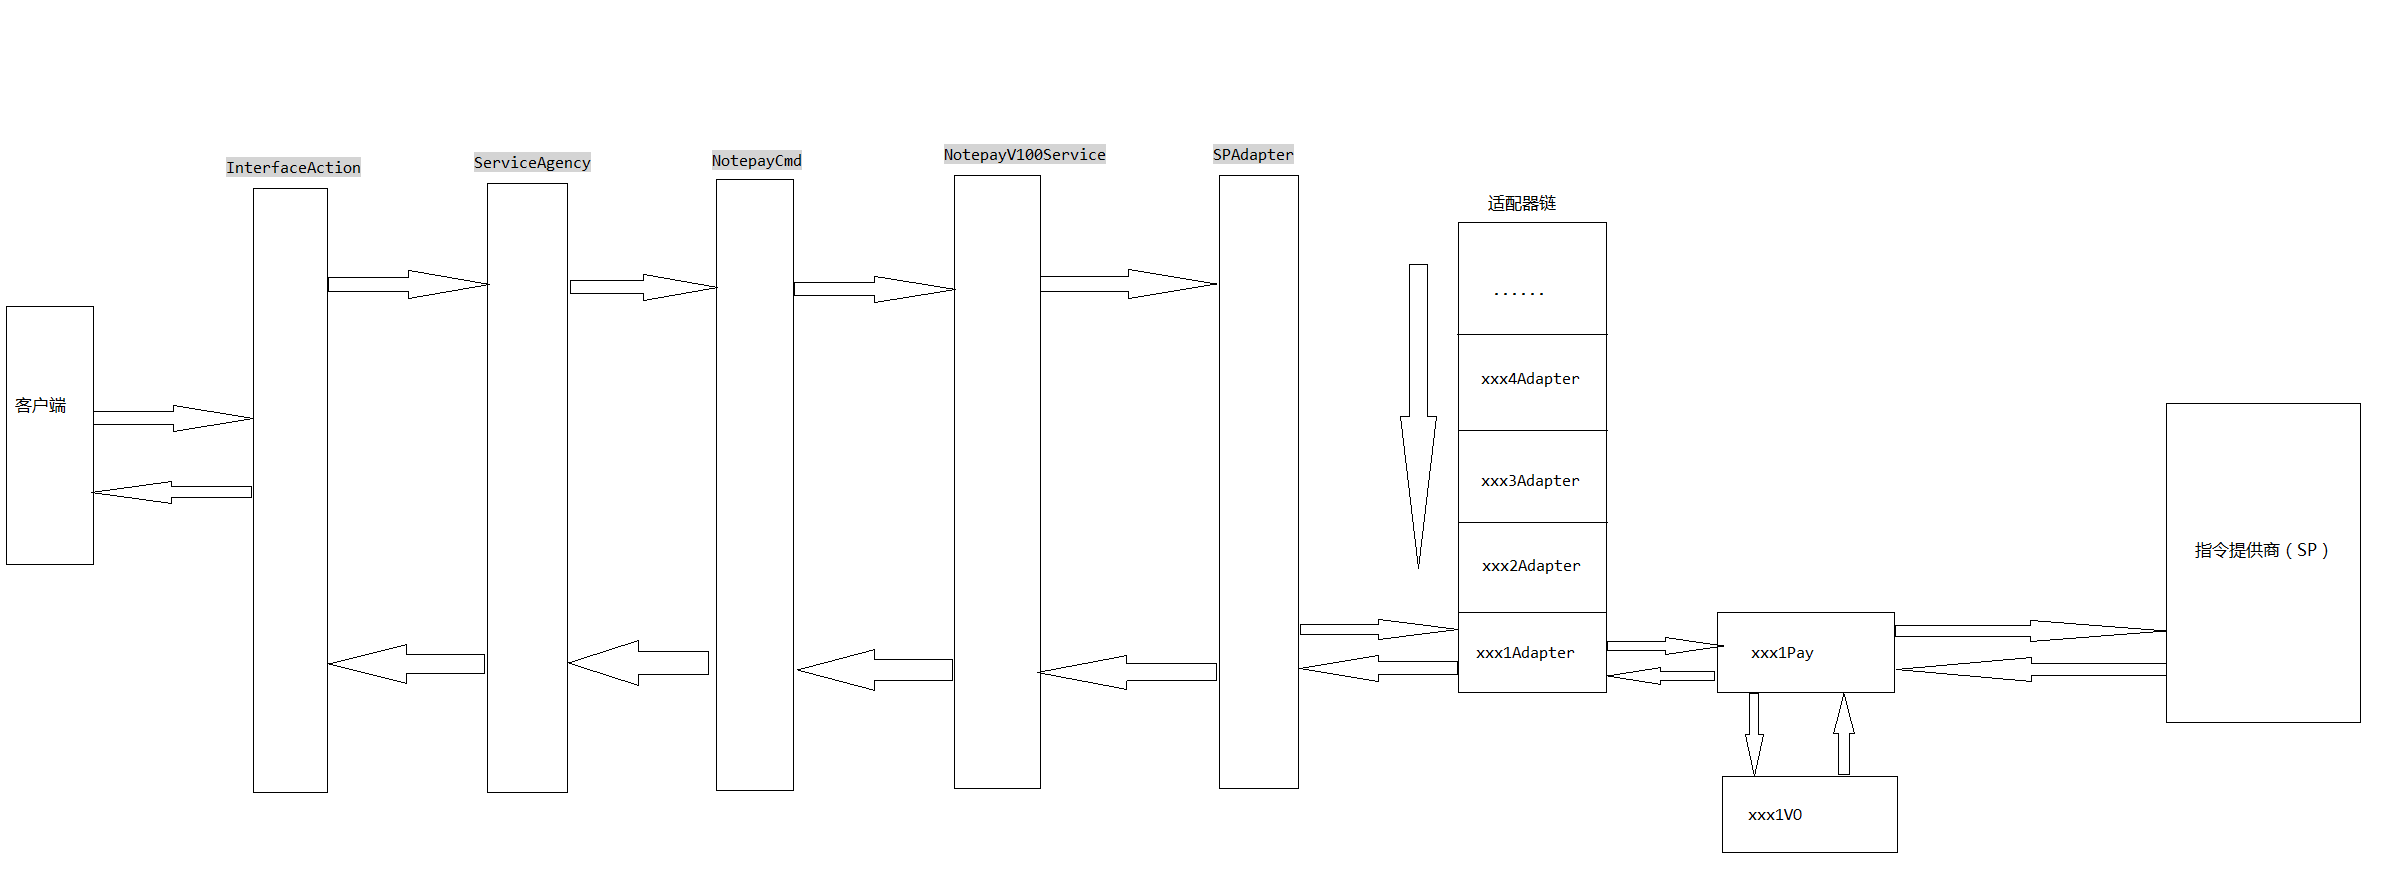 InterfaceAction
ServiceAgency
NotepayCmd
NotepayV100Service
SPAdapter
适配器链
......
xxx4Adapter
xxx3Adapter
xxx2Adapter
xxx1Adapter
客户端
xxx1Pay
xxx1VO
指令提供商（SP）